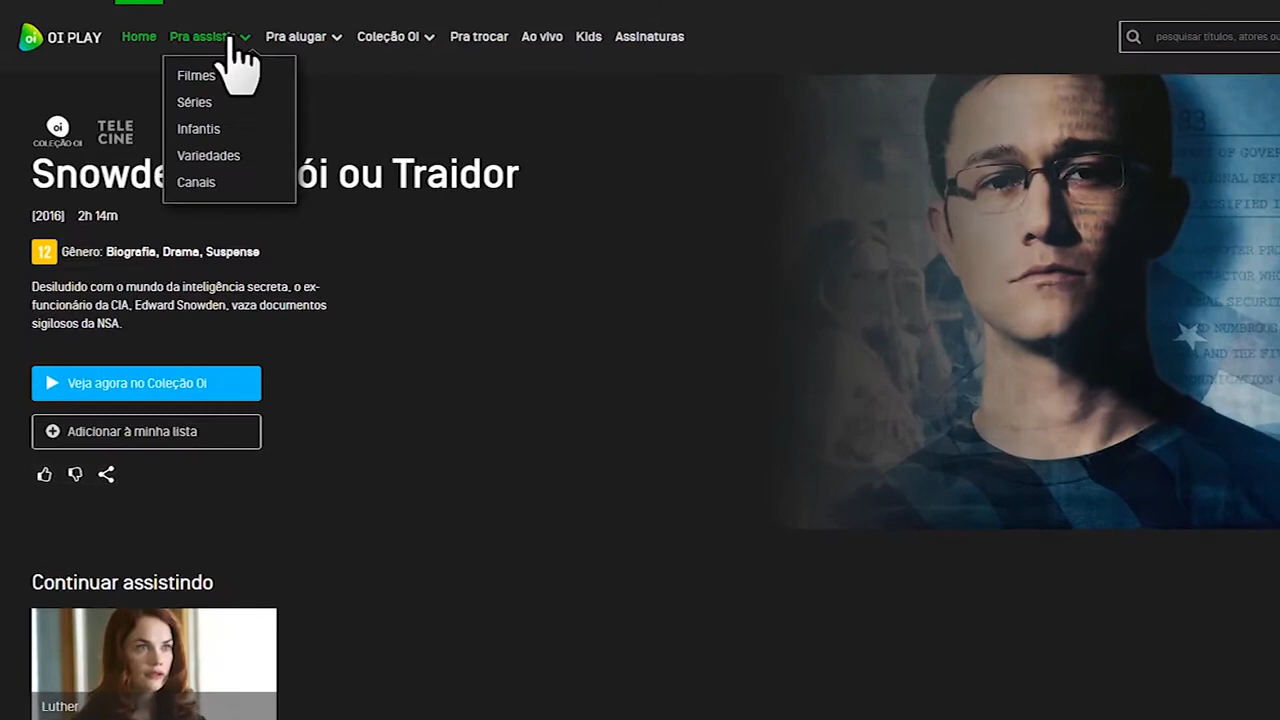 oi OI PLAY Home Pra assisti Pra alugar Coleção OI Pra trocar Ao vivo Kids Assinaturas pesquisar títulos, atores ou
Filmes
Séries
Infantis
Variedades
Canais
oi
COLEÇÃO OI
TELE
CINE
Snowde ói ou Traidor
[2016] 2h 14m
12 Gênero: Biografia, Drama, Suspense
Desiludido com o mundo da inteligência secreta, o ex-
funcionário da CIA, Edward Snowden, vaza documentos
sigilosos da NSA.
Veja agora no Coleção Oi
Adicionar à minha lista
Continuar assistindo
Luther